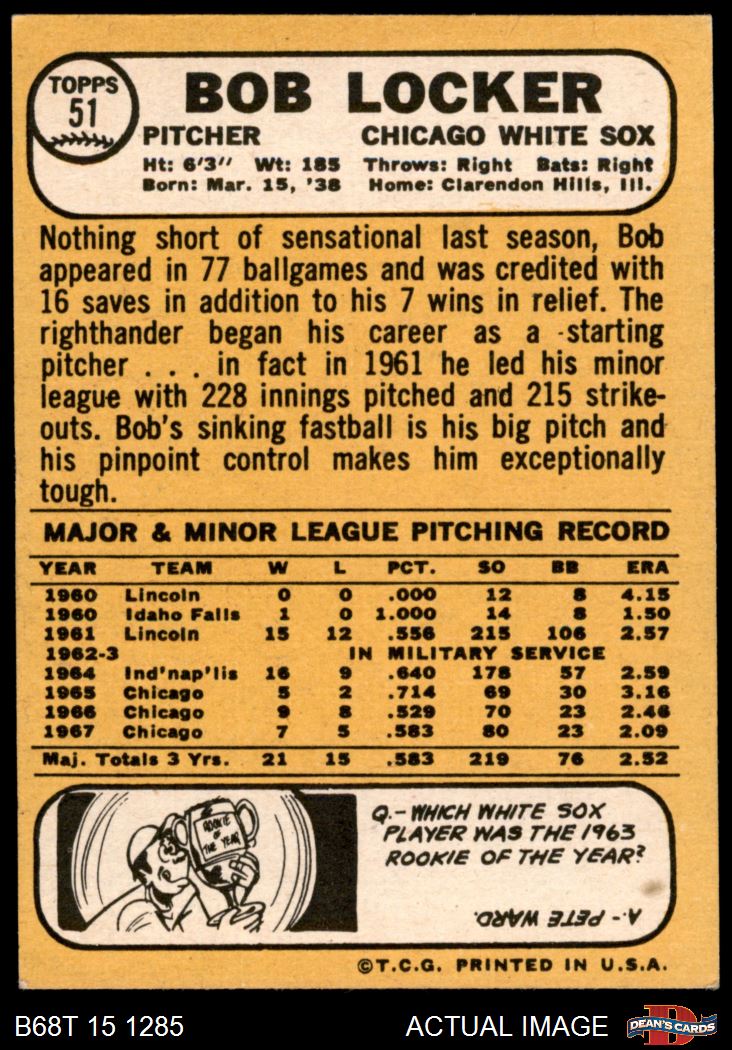 TOPPS
51
BOB LOCKER
PITCHER CHICAGO WHITE SOX
Ht: 6'3" Wt: 185 Throws: Right Bats: Right
Born: Mar. 15, '38 Home: Clarendon Hills, Ill.
Nothing short of sensational last season, Bob
appeared in 77 ballgames and was credited with
16 saves in addition to his 7 wins in relief. The
righthander began his career as a starting
pitcher . . . in fact in 1961 he led his minor
league with 228 innings pitched and 215 strike-
outs. Bob's sinking fastball is his big pitch and
his pinpoint control makes him exceptionally
tough.
MAJOR & MINOR LEAGUE PITCHING RECORD
YEAR TEAM W L PCT. SO BB ERA
1960 Lincoln 0 0 .000 12 8 4.15
1960 Idaho Falls 1 0 1.000 14 8 1.50
1961 Lincoln 15 12 .556 215 106 2.57
1962-3 IN MILITARY SERVICE
1964 Ind'nap'lis 16 9 .640 178 57 2.59
1965 Chicago 5 2 .714 69 30 3.16
1966 Chicago 9 8 .529 70 23 2.46
1967 Chicago 7 5 .583 80 23 2.09
Maj. Totals 3 Yrs. 21 15 .583 219 76 2.52
ROOKIE
OF
THE YEAR
Q.- WHICH WHITE SOX
PLAYER WAS THE 1963
ROOKIE OF THE YEAR?
A.- PETE WARD.
©T.C.G. PRINTED IN U.S.A.
B68T 15 1285 ACTUAL IMAGE
D
DEAN'S CARDS